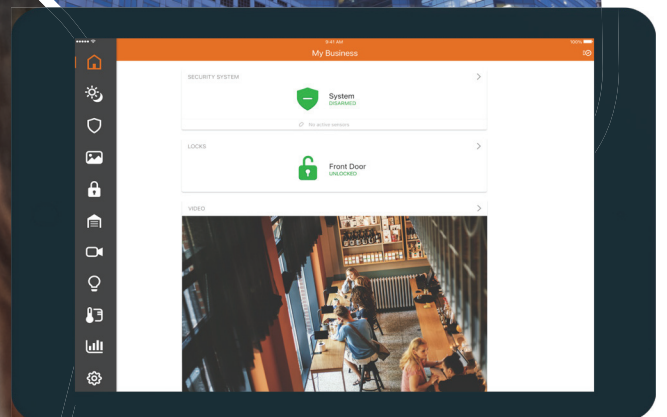 9:41 AM
100%
My Business
SECURITY SYSTEM
System
DISARMED
No active sensors
LOCKS
Front Door
UNLOCKED
VIDEO